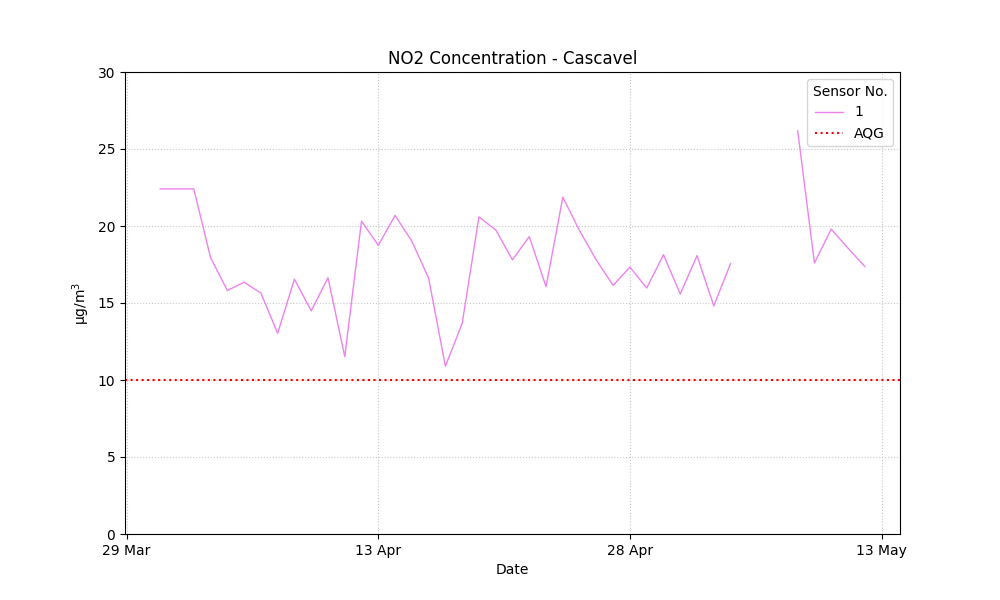 NO2 Concentration - Cascavel
30
25
20
15
10
5
0
µg/m³
29 Mar
13 Apr
28 Apr
13 May
Date
Sensor No.
1
AQG